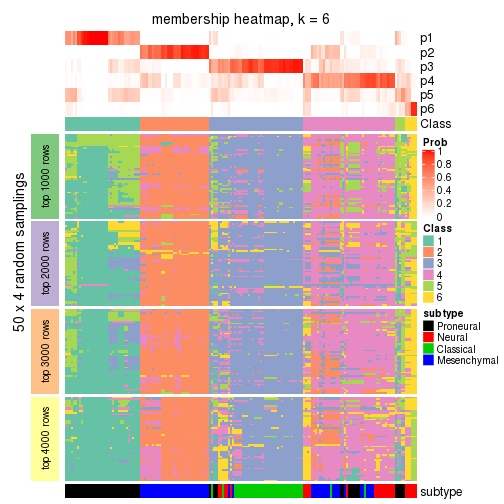 membership heatmap, k = 6
p1
p2
p3
p4
p5
p6
Class
50 x 4 random samplings
top 1000 rows
top 2000 rows
top 3000 rows
top 4000 rows
Prob
1
0.8
0.6
0.4
0.2
0
Class
1
2
3
4
5
6
subtype
Proneural
Neural
Classical
Mesenchymal
subtype